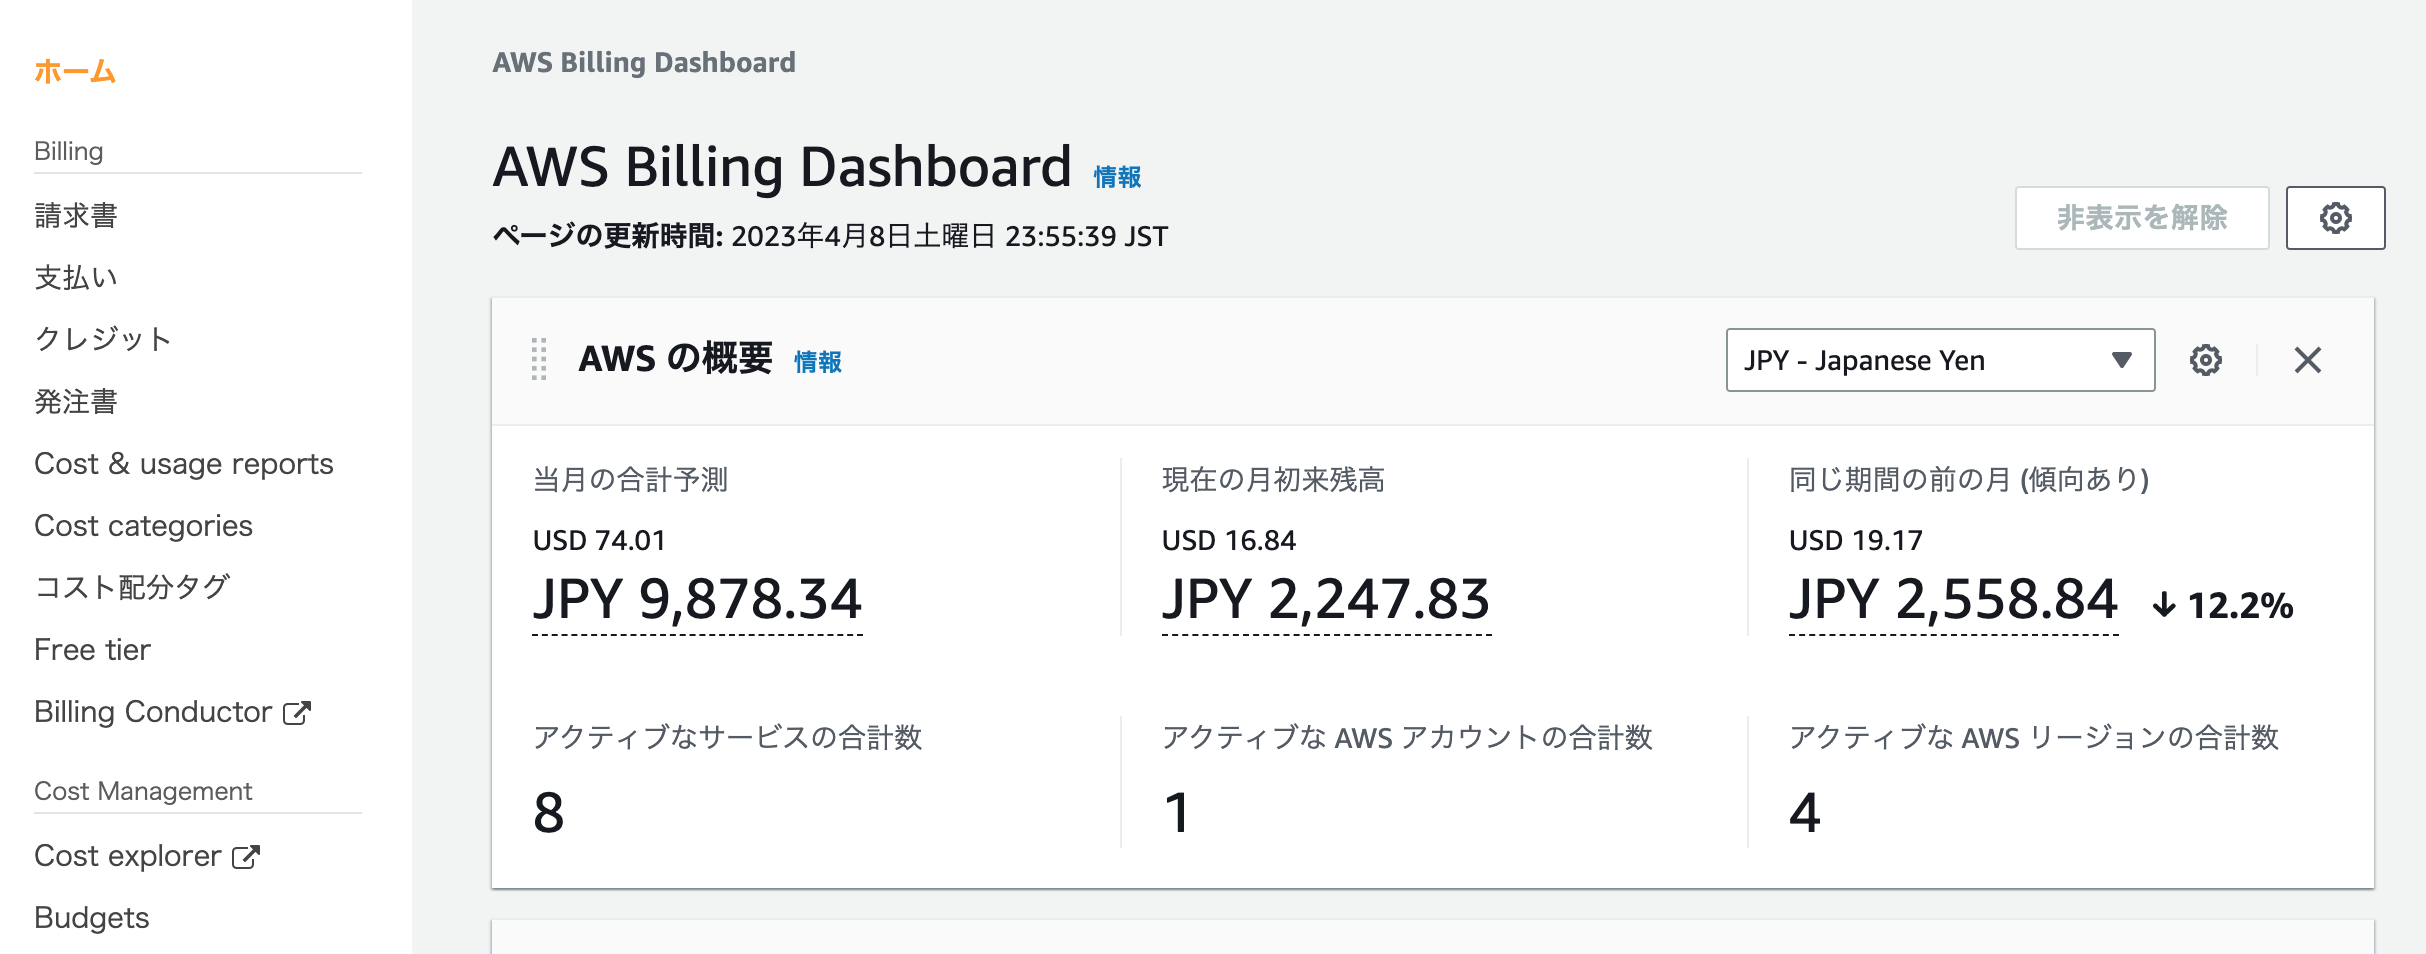 ホーム
Billing
請求書
支払い
クレジット
発注書
Cost & usage reports
Cost categories
コスト配分タグ
Free tier
Billing Conductor
Cost Management
Cost explorer
Budgets
AWS Billing Dashboard
AWS Billing Dashboard 情報
ページの更新時間: 2023年4月8日土曜日 23:55:39 JST
非表示を解除
AWS の概要 情報
JPY - Japanese Yen
当月の合計予測
USD 74.01
JPY 9,878.34
現在の月初来残高
USD 16.84
JPY 2,247.83
同じ期間の前の月 (傾向あり)
USD 19.17
JPY 2,558.84 ↓ 12.2%
アクティブなサービスの合計数
8
アクティブな AWS アカウントの合計数
1
アクティブな AWS リージョンの合計数
4